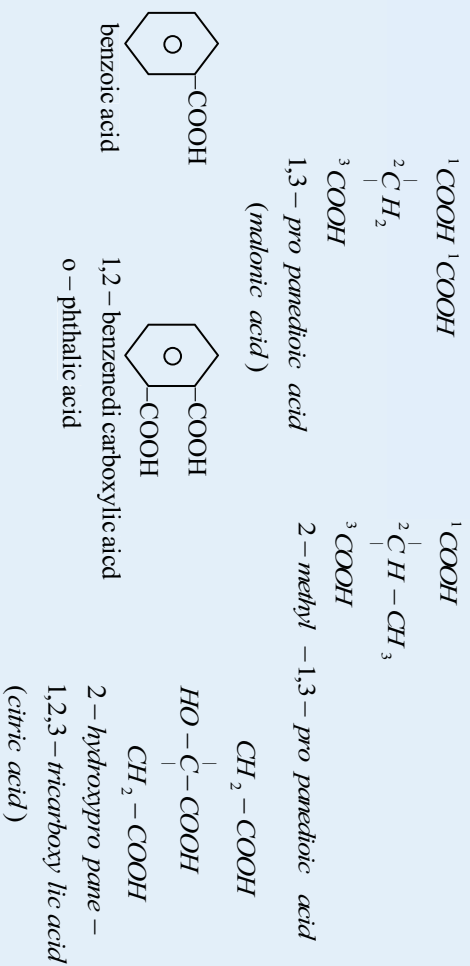 ¹COOH ¹COOH
²CH₂
³COOH
1,3 – pro panedioic acid
(malonic acid)
¹COOH
²CH – CH₃
³COOH
2 – methyl – 1,3 – pro panedioic acid
COOH
benzoic acid
COOH
COOH
1,2 – benzenedi carboxylic aicd
o – phthalic acid
CH₂ – COOH
HO – C – COOH
CH₂ – COOH
2 – hydroxypro pane –
1,2,3 – tricarboxy lic acid
(citric acid)